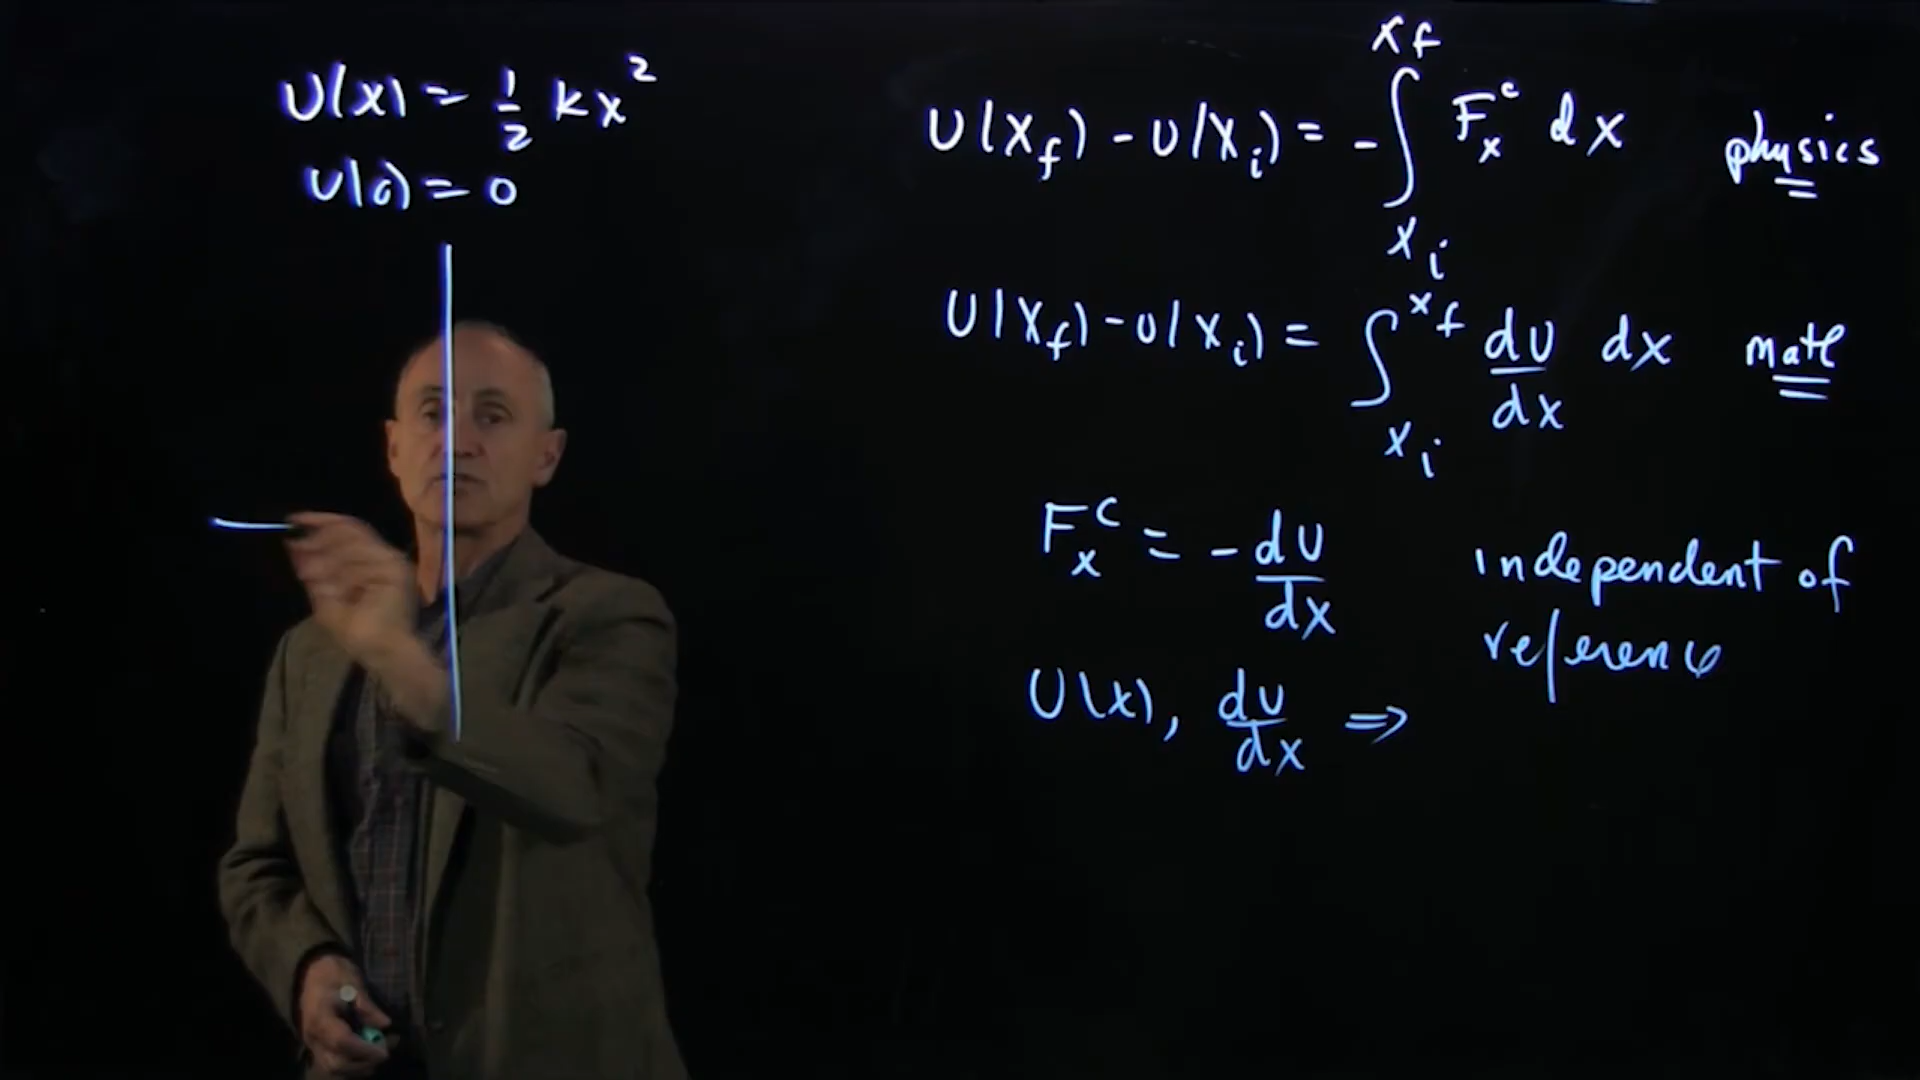 U(x) = 1/2 kx²
U(0) = 0
U(x_f) - U(x_i) = -∫_{x_i}^{x_f} F_x^c dx physics
U(x_f) - U(x_i) = ∫_{x_i}^{x_f} dU/dx dx math
F_x^c = - dU/dx independent of
reference
U(x), dU/dx ⇒